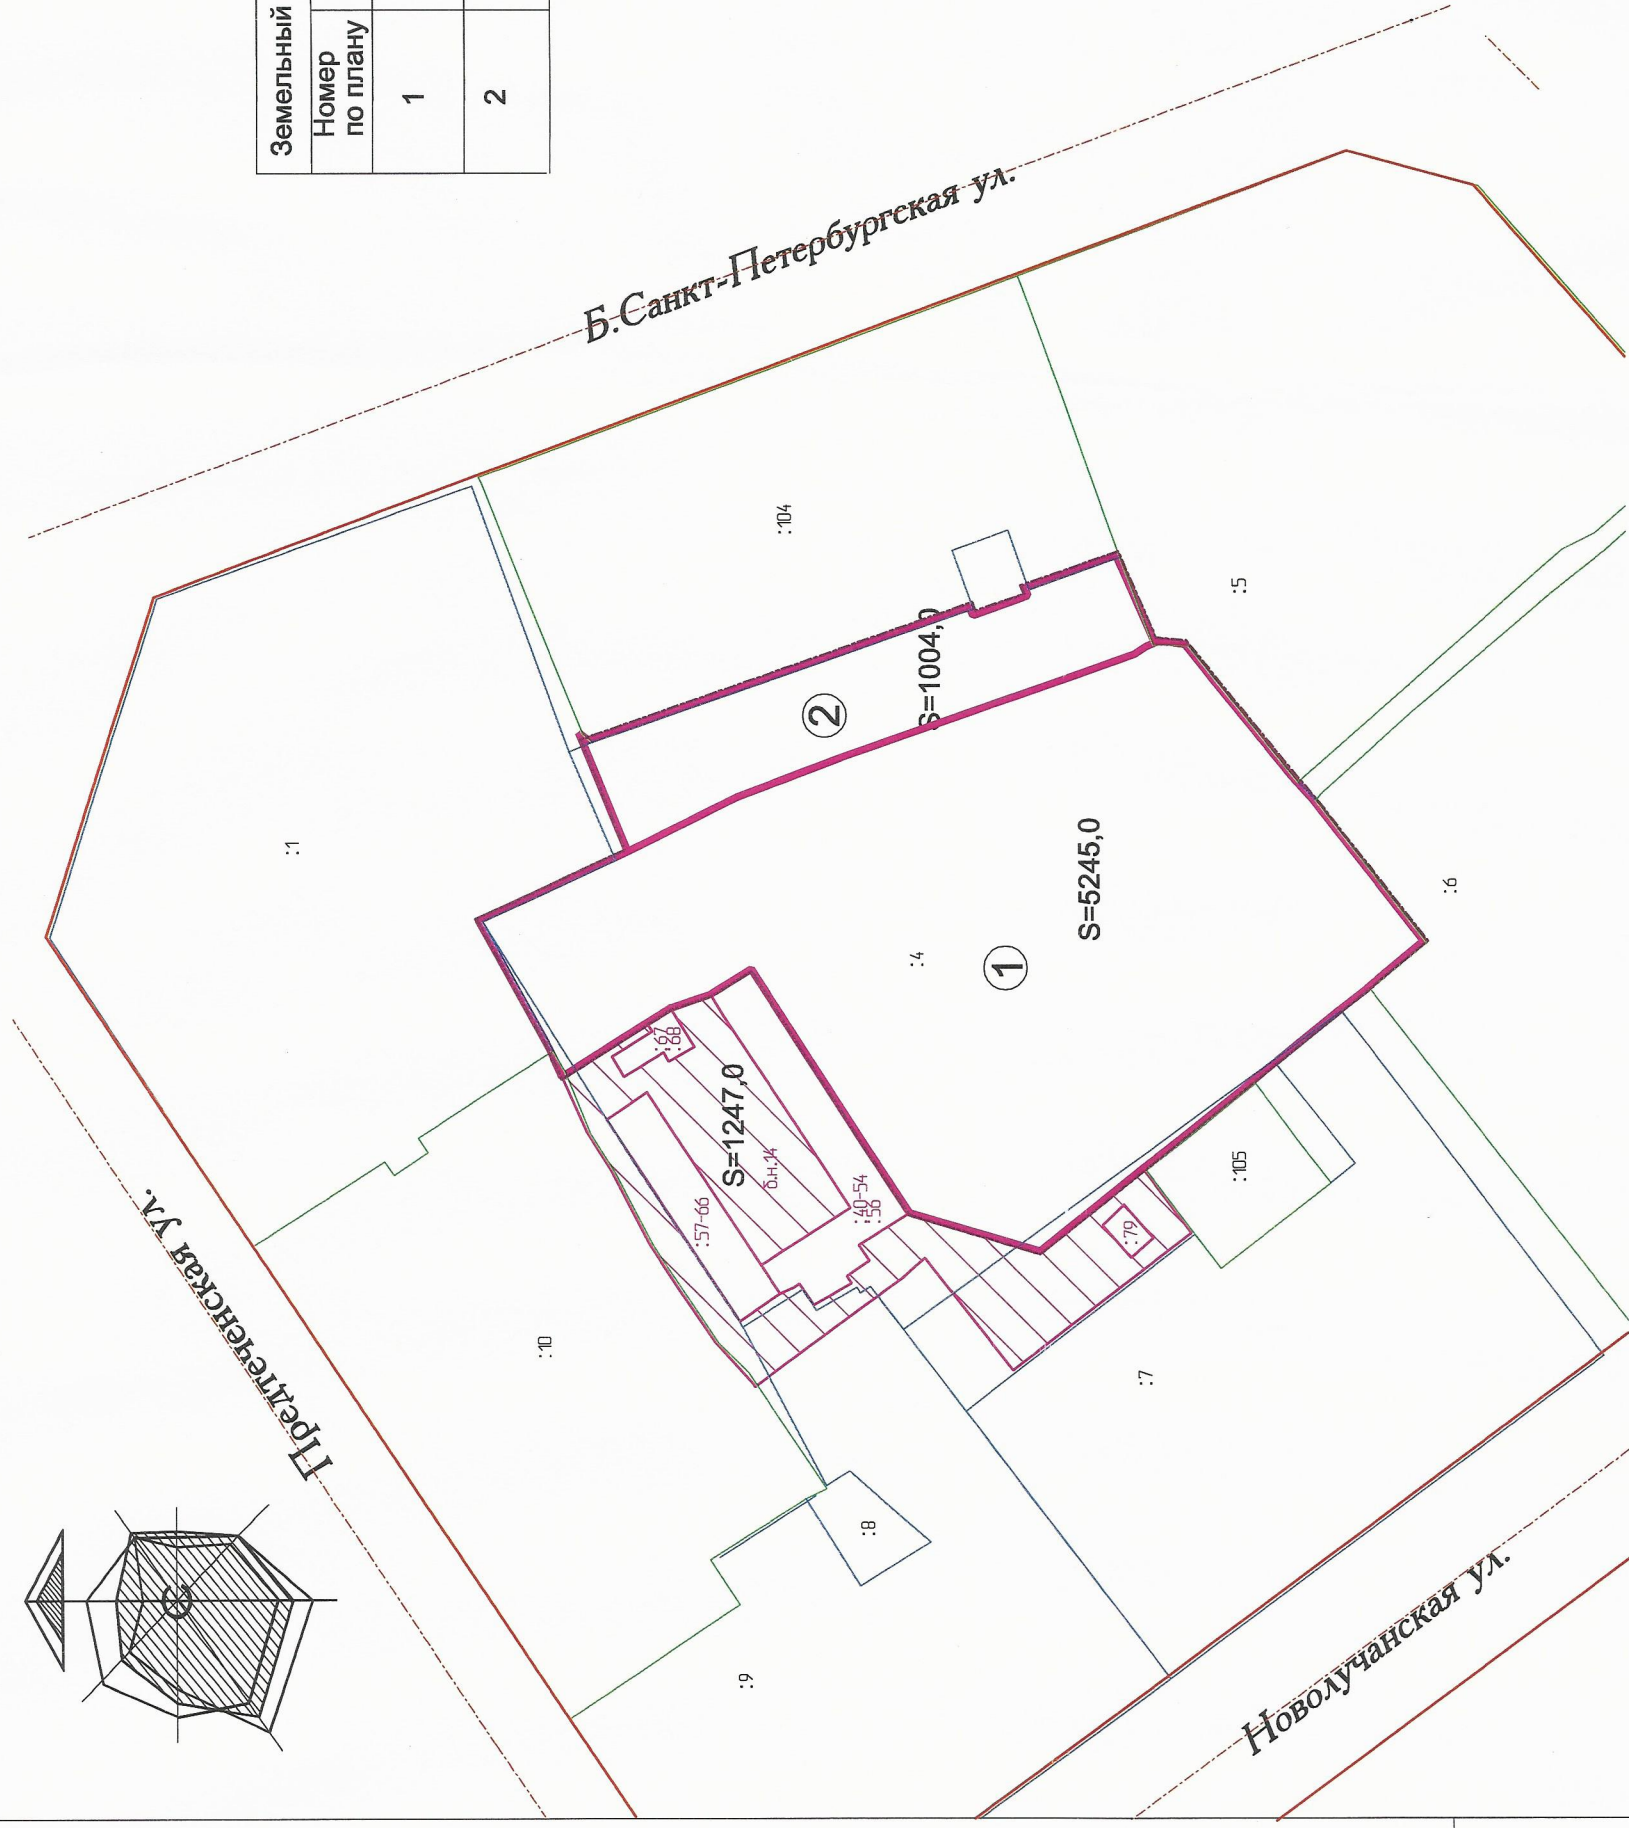 Земельный
Номер
по плану
1
2
Б.Санкт-Петербургская ул.
:104
:5
S=1004,0
2
:1
S=5245,0
:6
:4
1
:67
:68
S=1247,0
б.н.14
:57-66
:40-54
:56
:79
:105
:10
:7
Предтеченская ул.
:8
:9
С
Новолучанская ул.